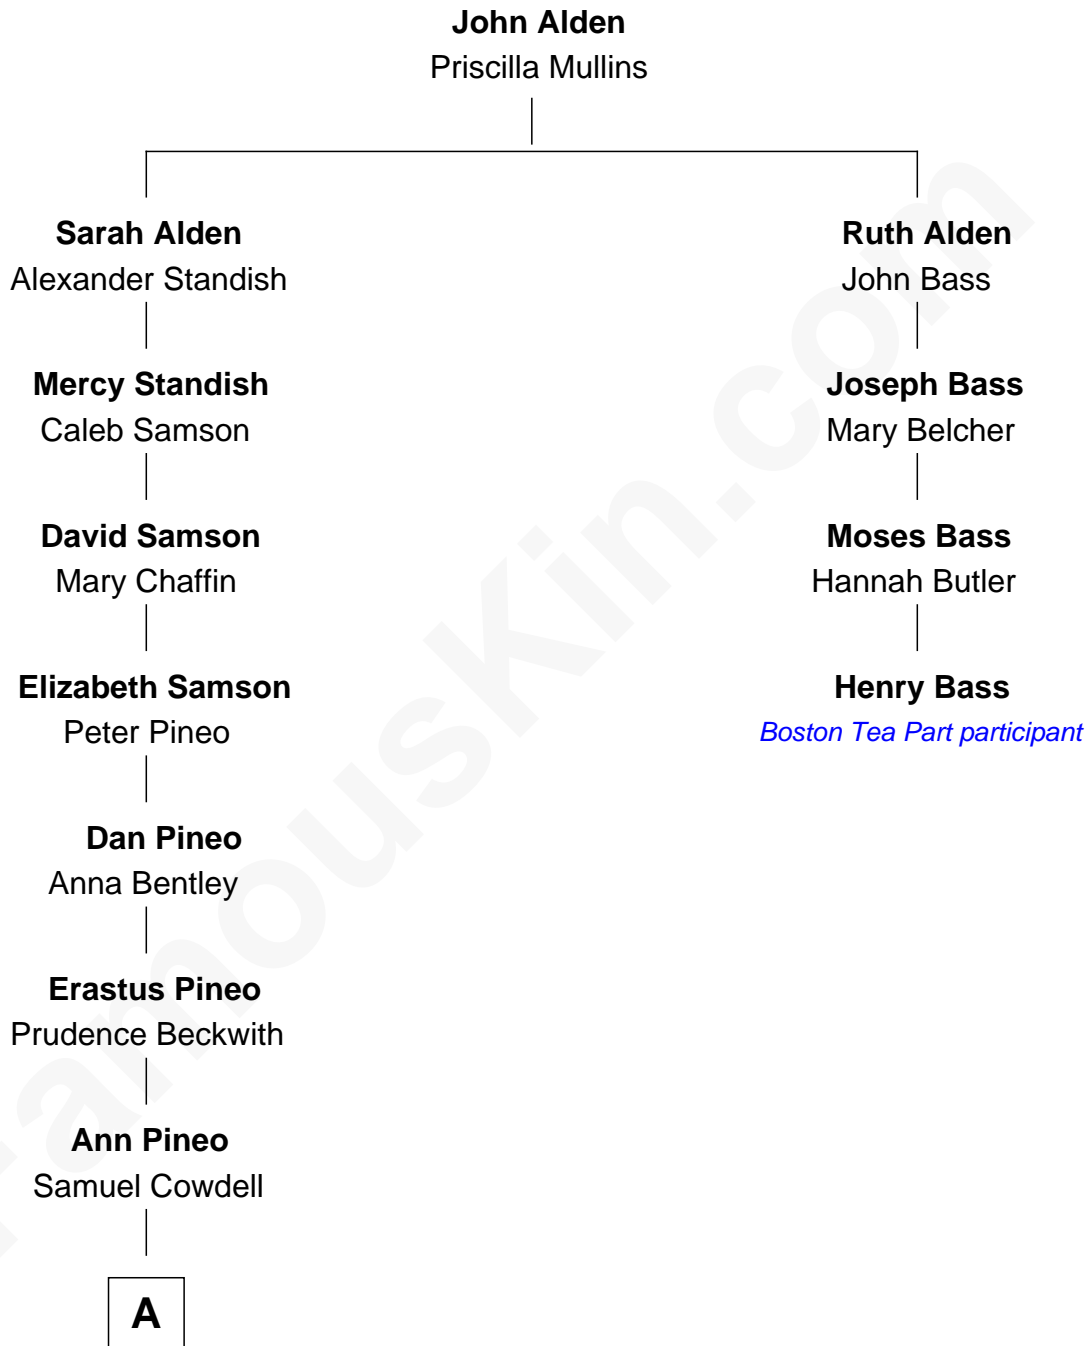 John Alden
Priscilla Mullins
Sarah Alden
Alexander Standish
Ruth Alden
John Bass
Mercy Standish
Caleb Samson
Joseph Bass
Mary Belcher
David Samson
Mary Chaffin
Moses Bass
Hannah Butler
Elizabeth Samson
Peter Pineo
Henry Bass
Boston Tea Part participant
Dan Pineo
Anna Bentley
Erastus Pineo
Prudence Beckwith
Ann Pineo
Samuel Cowdell
A
FamousKin.com